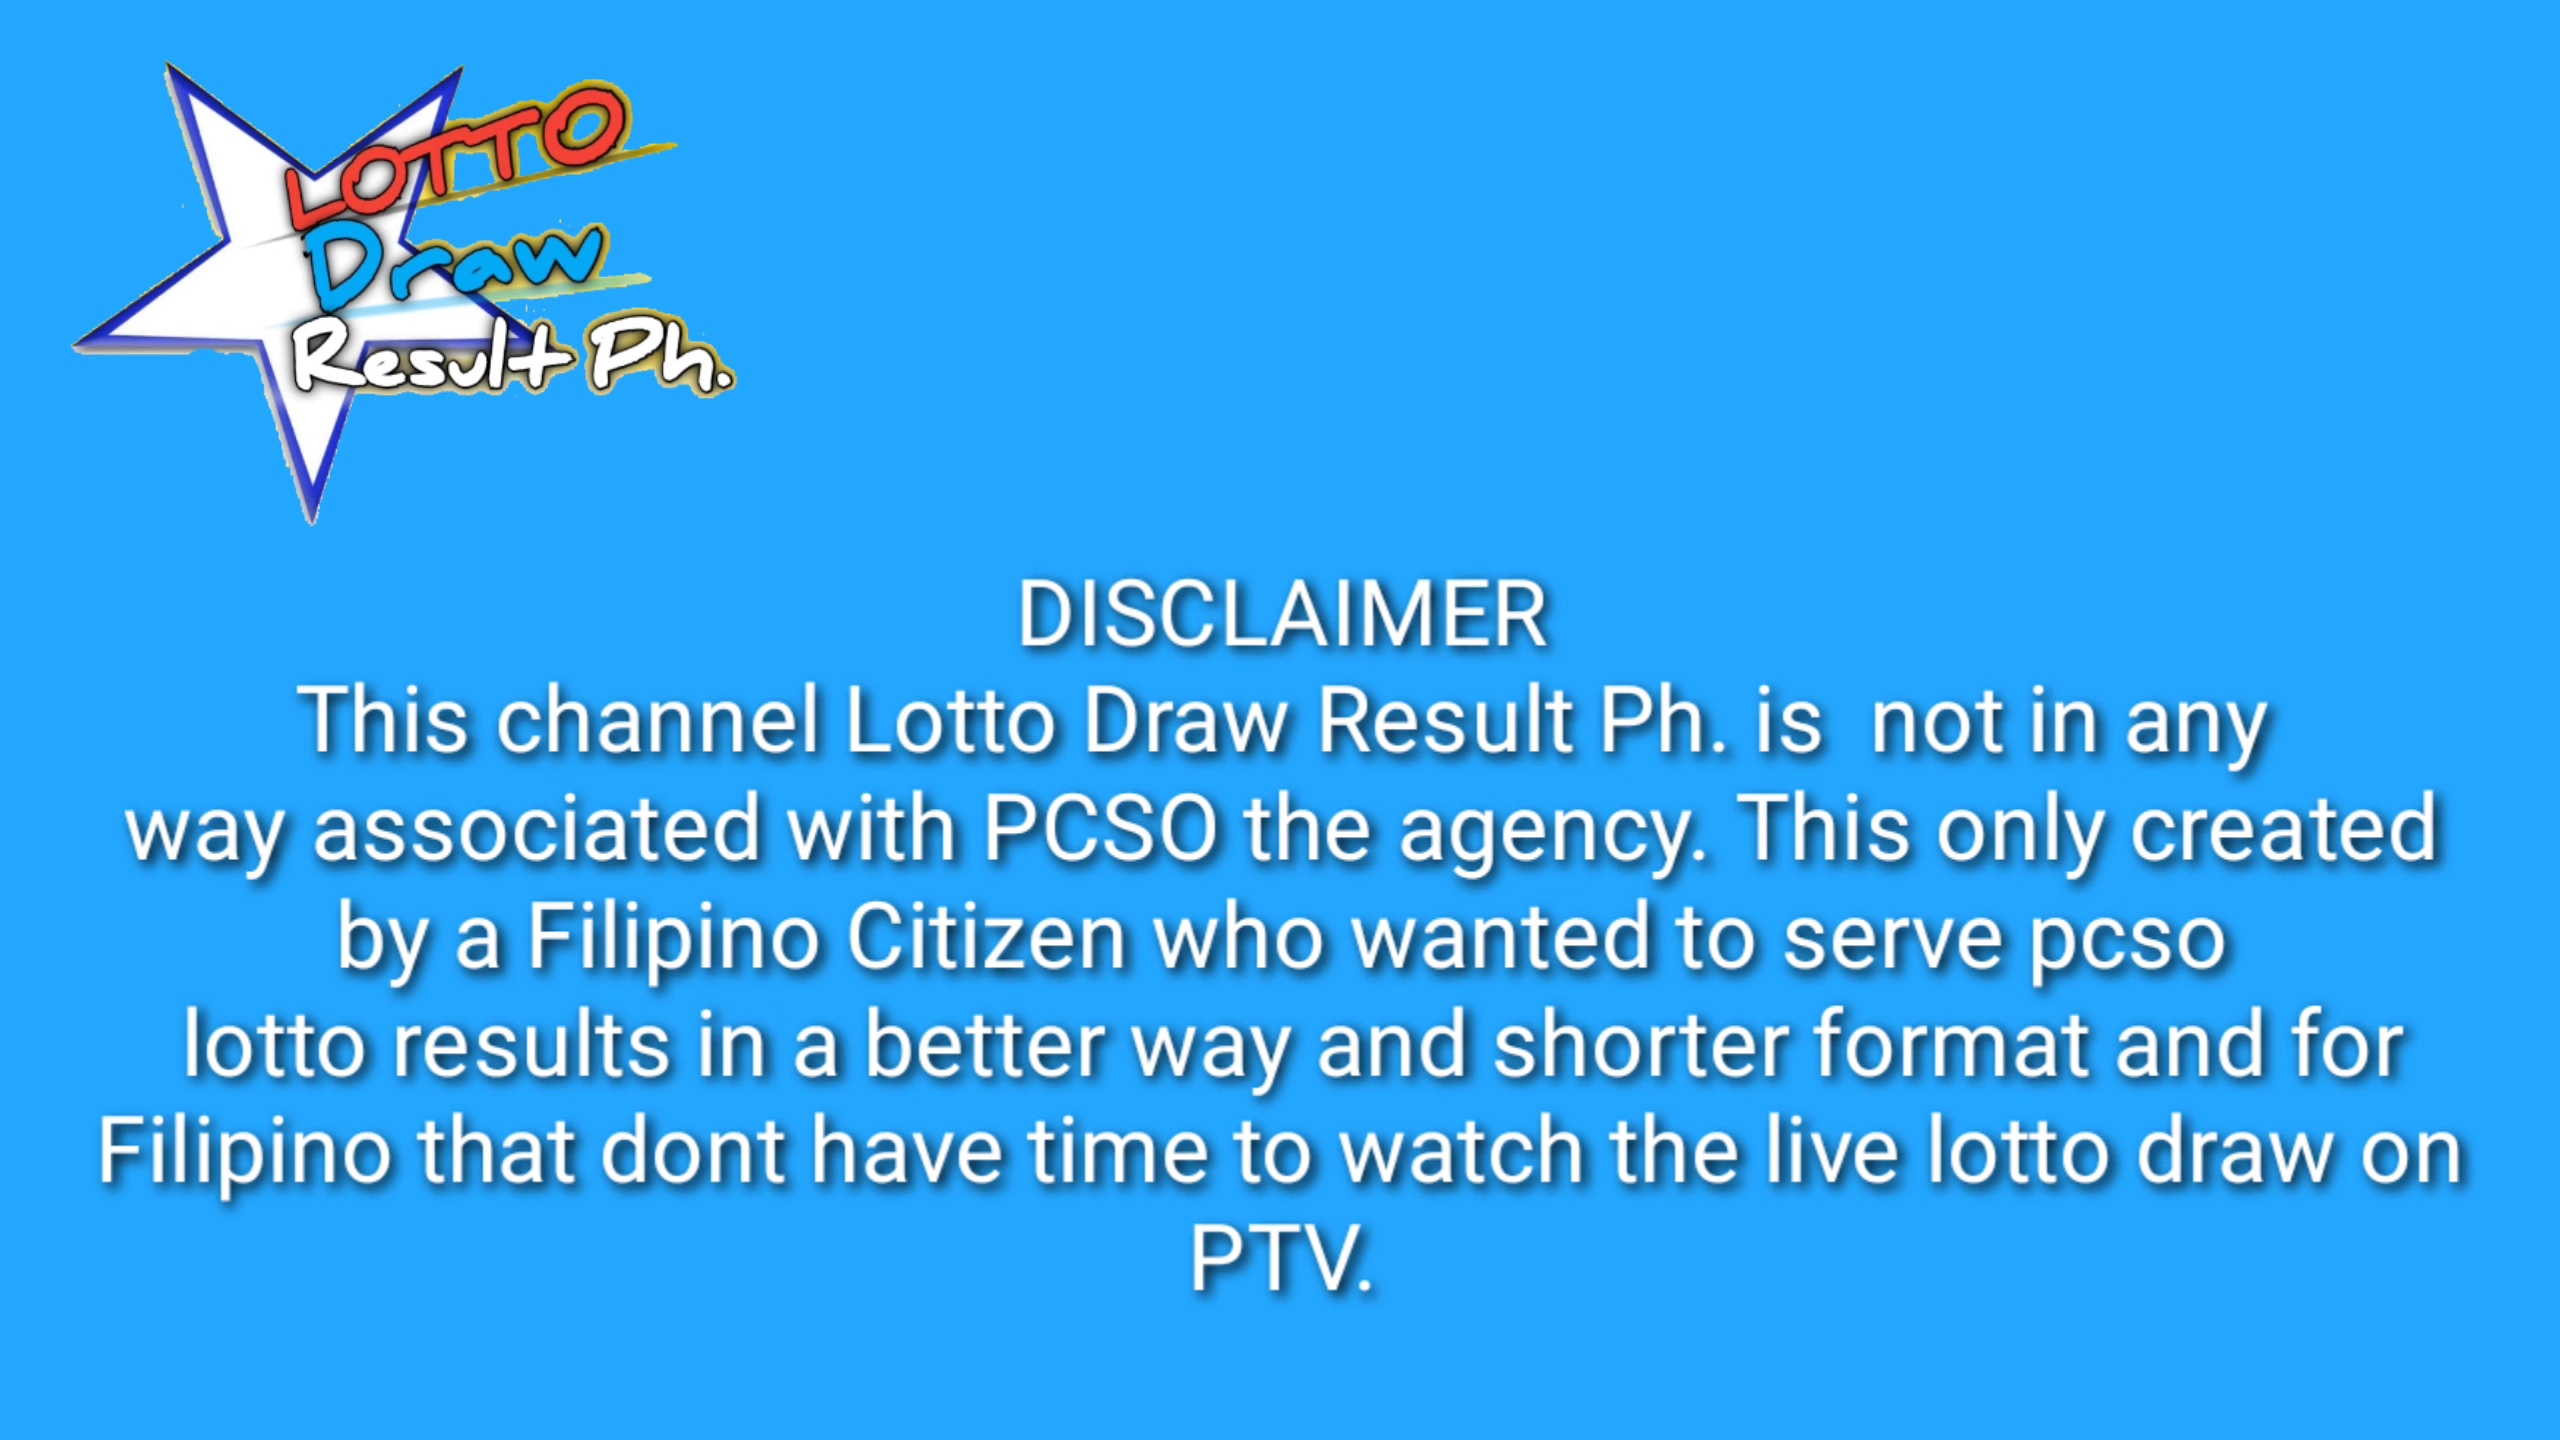 LOTTO
Draw
Result Ph.
DISCLAIMER
This channel Lotto Draw Result Ph. is  not in any
way associated with PCSO the agency. This only created
by a Filipino Citizen who wanted to serve pcso
lotto results in a better way and shorter format and for
Filipino that dont have time to watch the live lotto draw on
PTV.